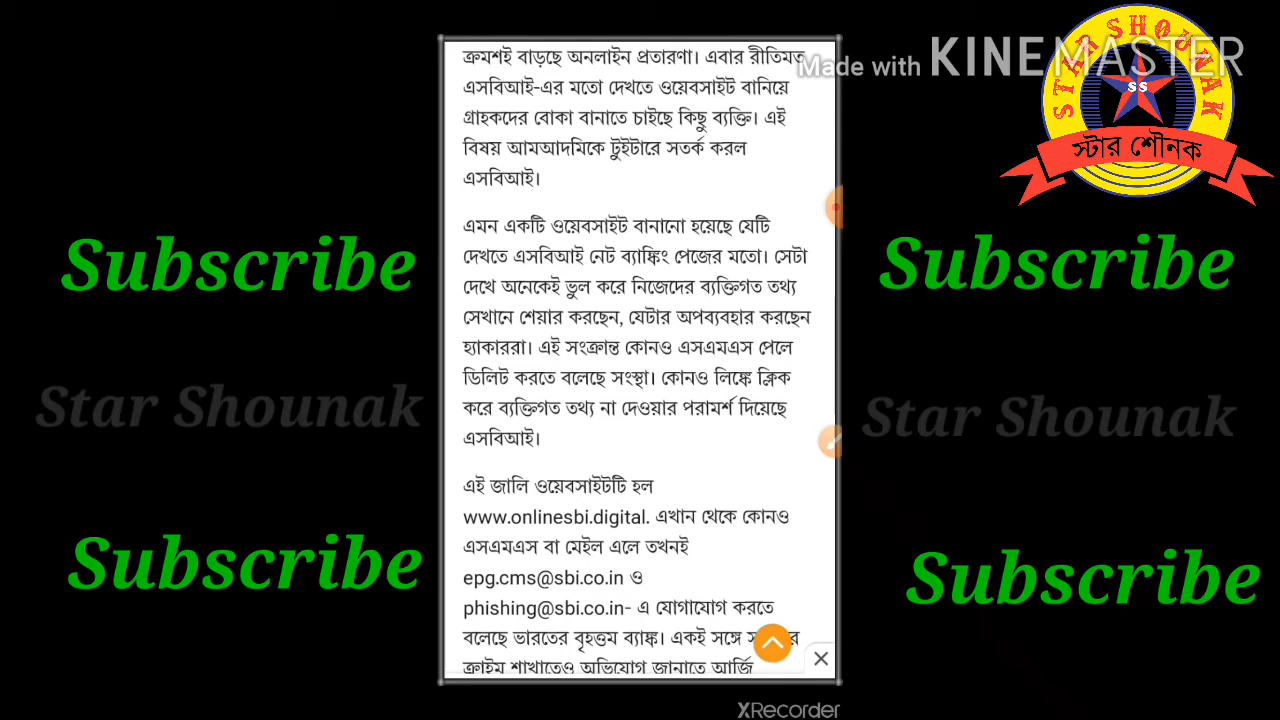 ক্রমশই বাড়ছে অনলাইন প্রতারণা। এবার রীতিমত
এসবিআই-এর মতো দেখতে ওয়েবসাইট বানিয়ে
গ্রাহকদের বোকা বানাতে চাইছে কিছু ব্যক্তি। এই
বিষয় আমআদমিকে টুইটারে সতর্ক করল
এসবিআই।
এমন একটি ওয়েবসাইট বানানো হয়েছে যেটি
দেখতে এসবিআই নেট ব্যাঙ্কিং পেজের মতো। সেটা
দেখে অনেকেই ভুল করে নিজেদের ব্যক্তিগত তথ্য
সেখানে শেয়ার করছেন, যেটার অপব্যবহার করছেন
হ্যাকাররা। এই সংক্রান্ত কোনও এসএমএস পেলে
ডিলিট করতে বলেছে সংস্থা। কোনও লিঙ্কে ক্লিক
করে ব্যক্তিগত তথ্য না দেওয়ার পরামর্শ দিয়েছে
এসবিআই।
এই জালি ওয়েবসাইটটি হল
www.onlinesbi.digital. এখান থেকে কোনও
এসএমএস বা মেইল এলে তখনই
epg.cms@sbi.co.in ও
phishing@sbi.co.in- এ যোগাযোগ করতে
বলেছে ভারতের বৃহত্তম ব্যাঙ্ক। একই সঙ্গে
ক্রাইম শাখাতেও অভিযোগ জানাতে আর্জি
Made with KINEMASTER
STAR SHOUNAK
SS
স্টার শৌনক
Subscribe
Subscribe
Star Shounak
Star Shounak
Subscribe
Subscribe
XRecorder